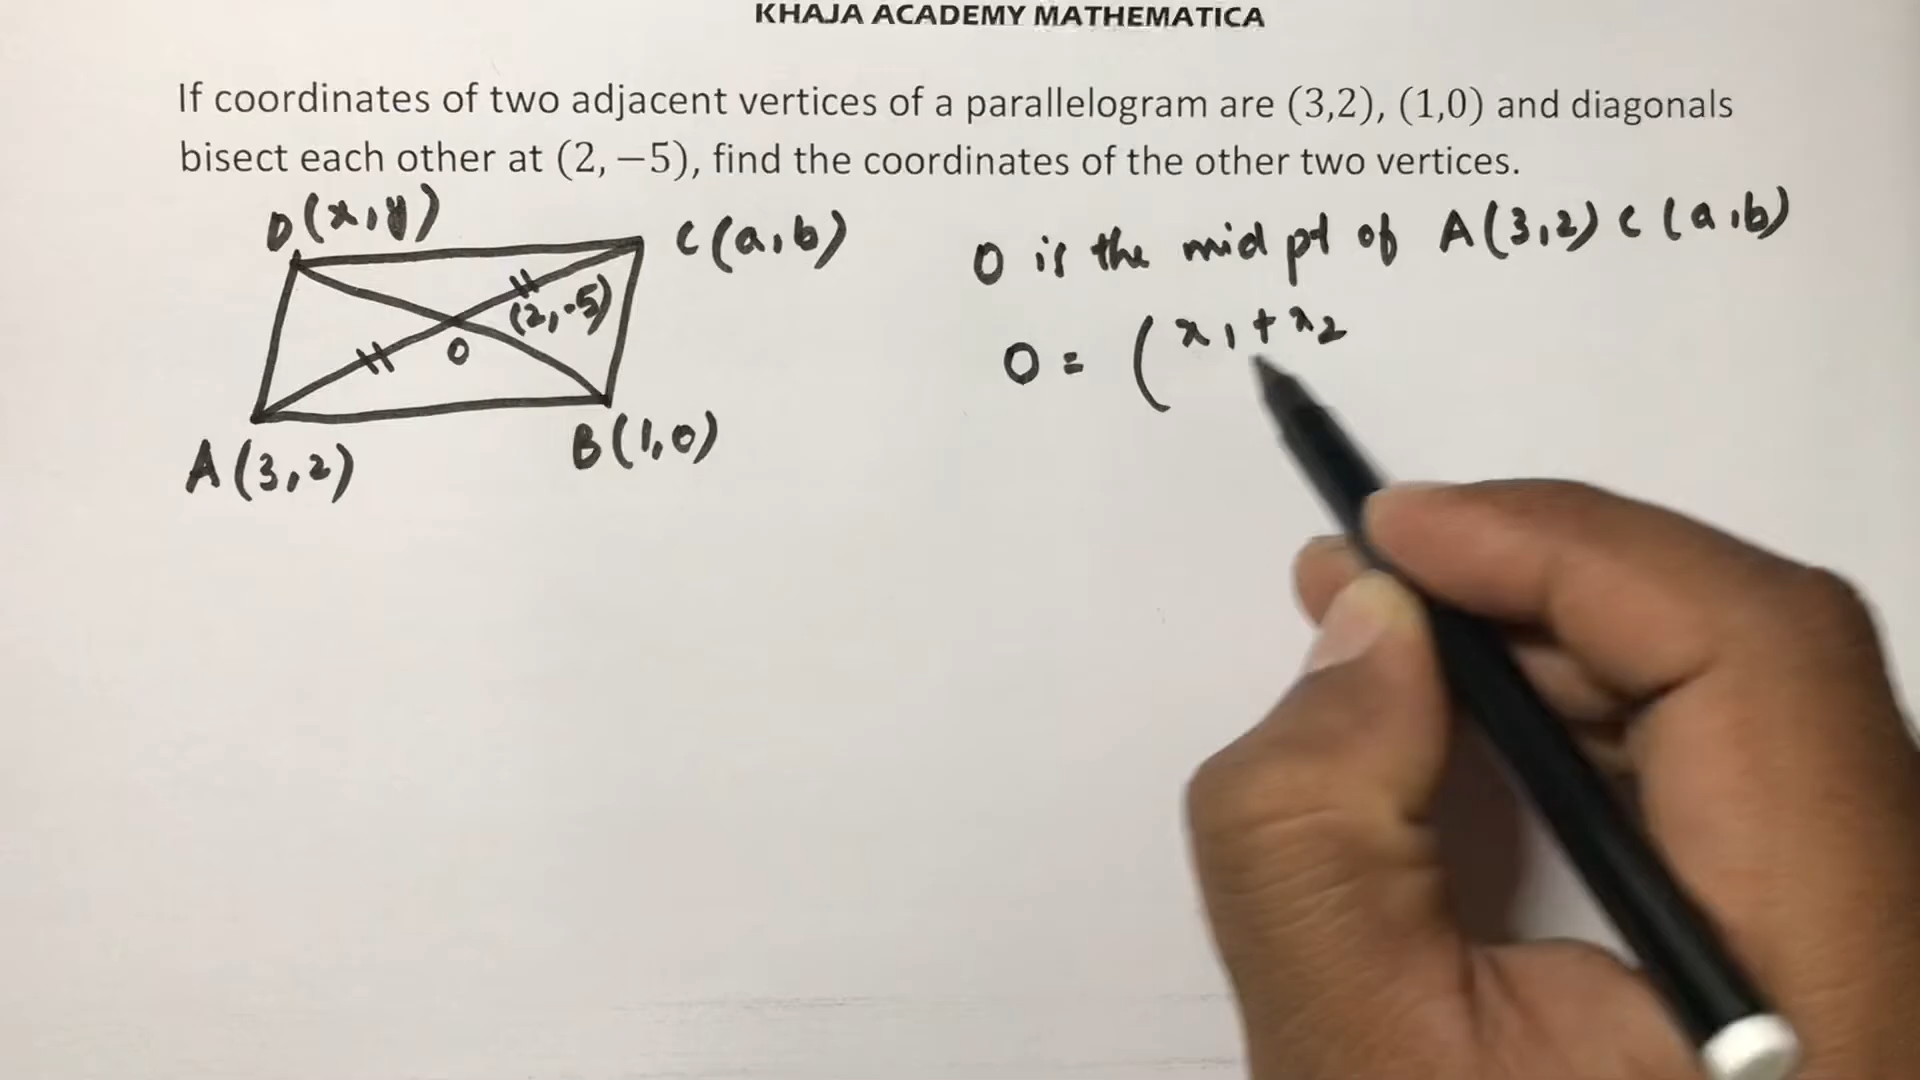 KHAJA ACADEMY MATHEMATICA
If coordinates of two adjacent vertices of a parallelogram are (3,2), (1,0) and diagonals
bisect each other at (2, −5), find the coordinates of the other two vertices.
D(x,y)
C(a,b)
(2,-5)
O
A(3,2)
B(1,0)
O is the mid pt of A(3,2) C(a,b)
O = (x1+x2